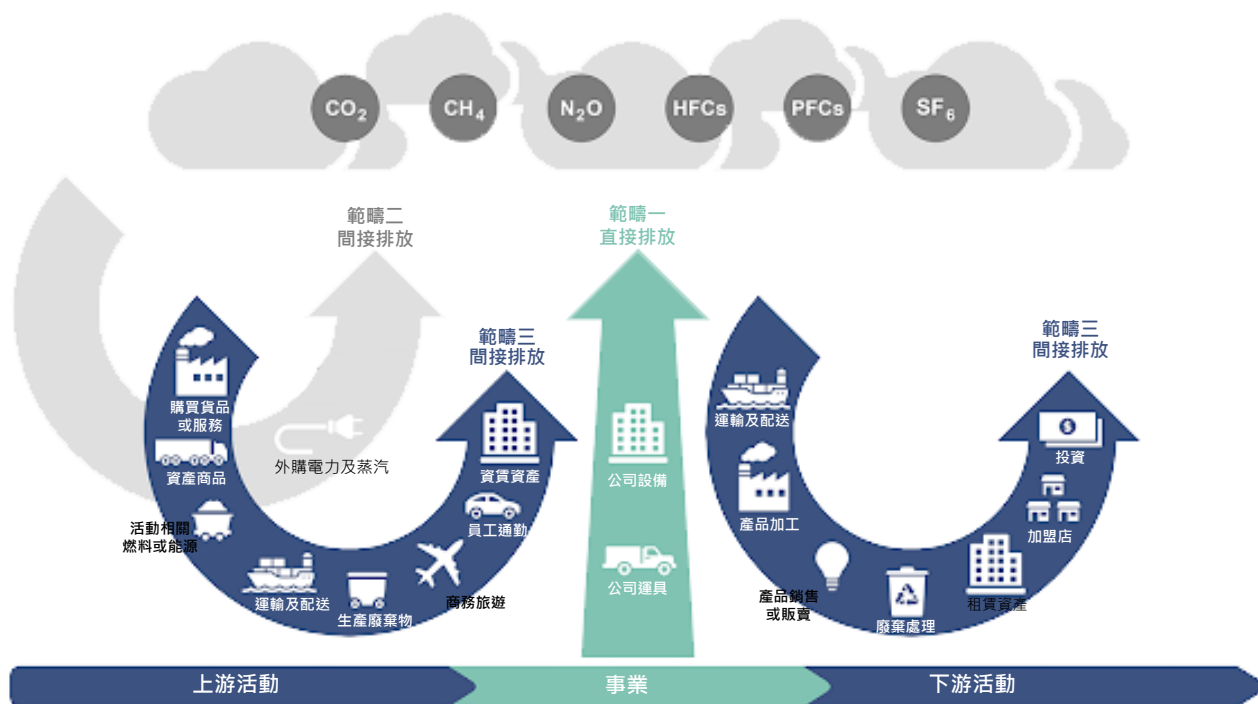 CO₂
CH₄
N₂O
HFCs
PFCs
SF₆
範疇二
間接排放
範疇一
直接排放
範疇三
間接排放
範疇三
間接排放
購買貨品
或服務
資產商品
活動相關
燃料或能源
運輸及配送
生產廢棄物
商務旅遊
員工通勤
資賃資產
外購電力及蒸汽
公司設備
公司運具
運輸及配送
產品加工
產品銷售
或販賣
廢棄處理
租賃資產
加盟店
投資
上游活動
事業
下游活動